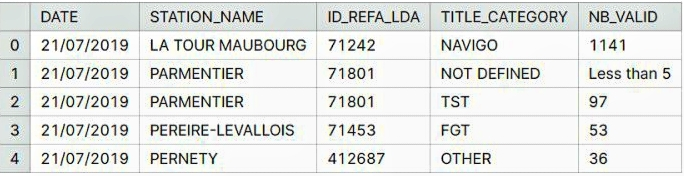 DATE STATION_NAME ID_REFA_LDA TITLE_CATEGORY NB_VALID
0 21/07/2019 LA TOUR MAUBOURG 71242 NAVIGO 1141
1 21/07/2019 PARMENTIER 71801 NOT DEFINED Less than 5
2 21/07/2019 PARMENTIER 71801 TST 97
3 21/07/2019 PEREIRE-LEVALLOIS 71453 FGT 53
4 21/07/2019 PERNETY 412687 OTHER 36